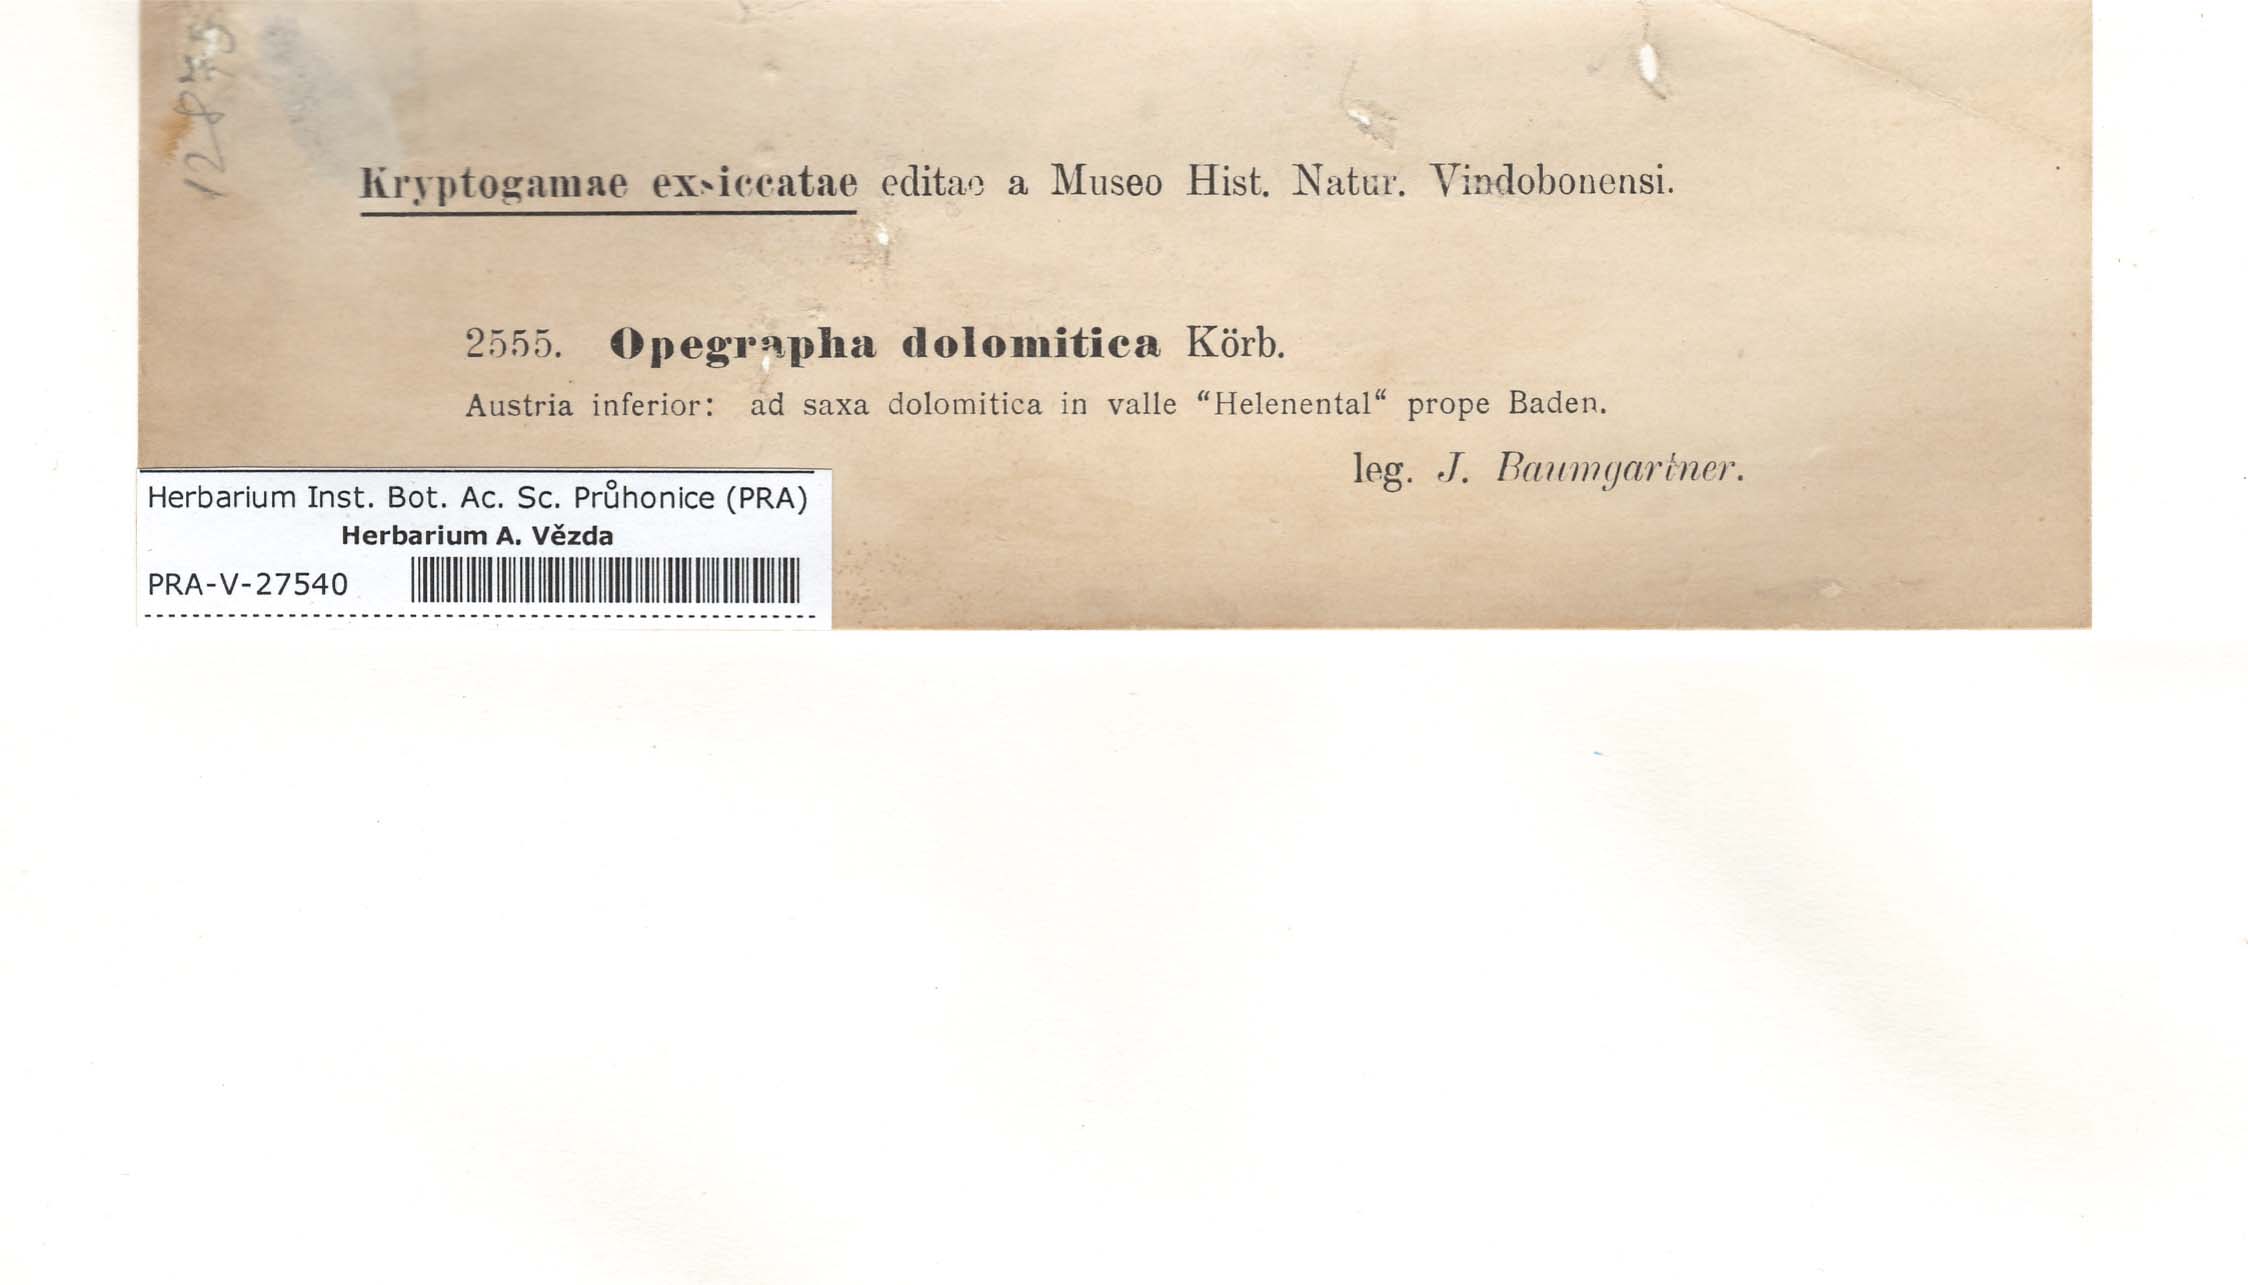 12875
Kryptogamae exsiccatae editae a Museo Hist. Natur. Vindobonensi.
2555. Opegrapha dolomitica Körb.
Austria inferior: ad saxa dolomitica in valle “Helenental“ prope Baden.
leg. J. Baumgartner.
Herbarium Inst. Bot. Ac. Sc. Průhonice (PRA)
Herbarium A. Vězda
PRA-V-27540